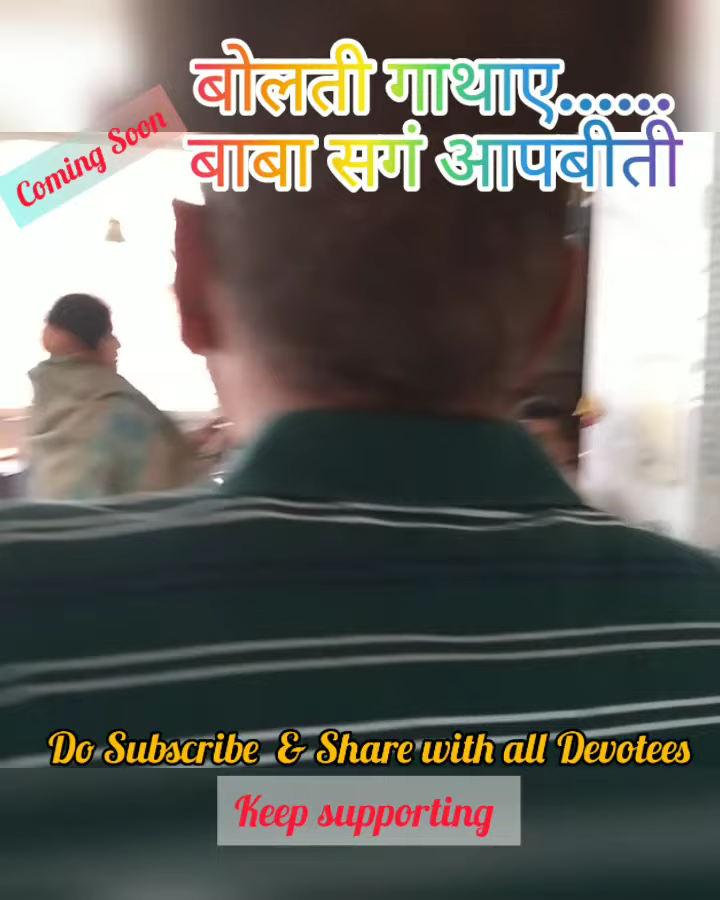 बोलती गाथाए......
Coming Soon
बाबा सगं आपबीती
Do Subscribe & Share with all Devotees
Keep supporting